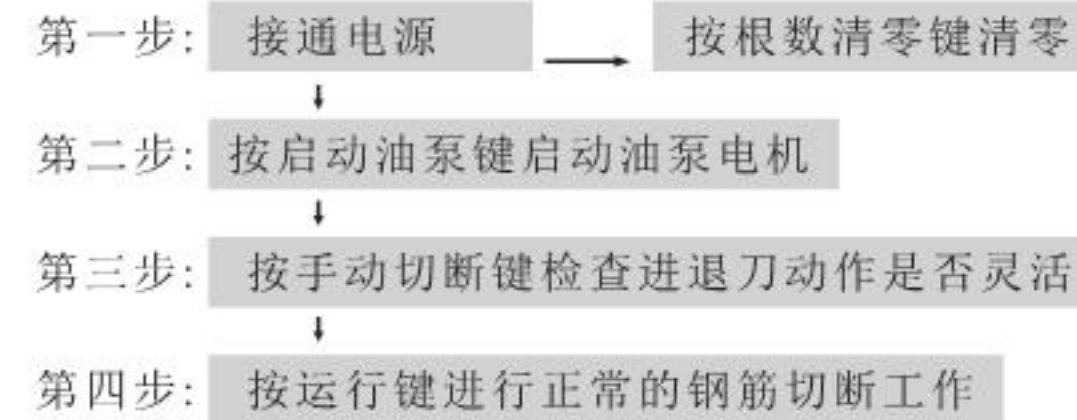 第一步: 接通电源 → 按根数清零键清零
第二步: 按启动油泵键启动油泵电机
第三步: 按手动切断键检查进退刀动作是否灵活
第四步: 按运行键进行正常的钢筋切断工作